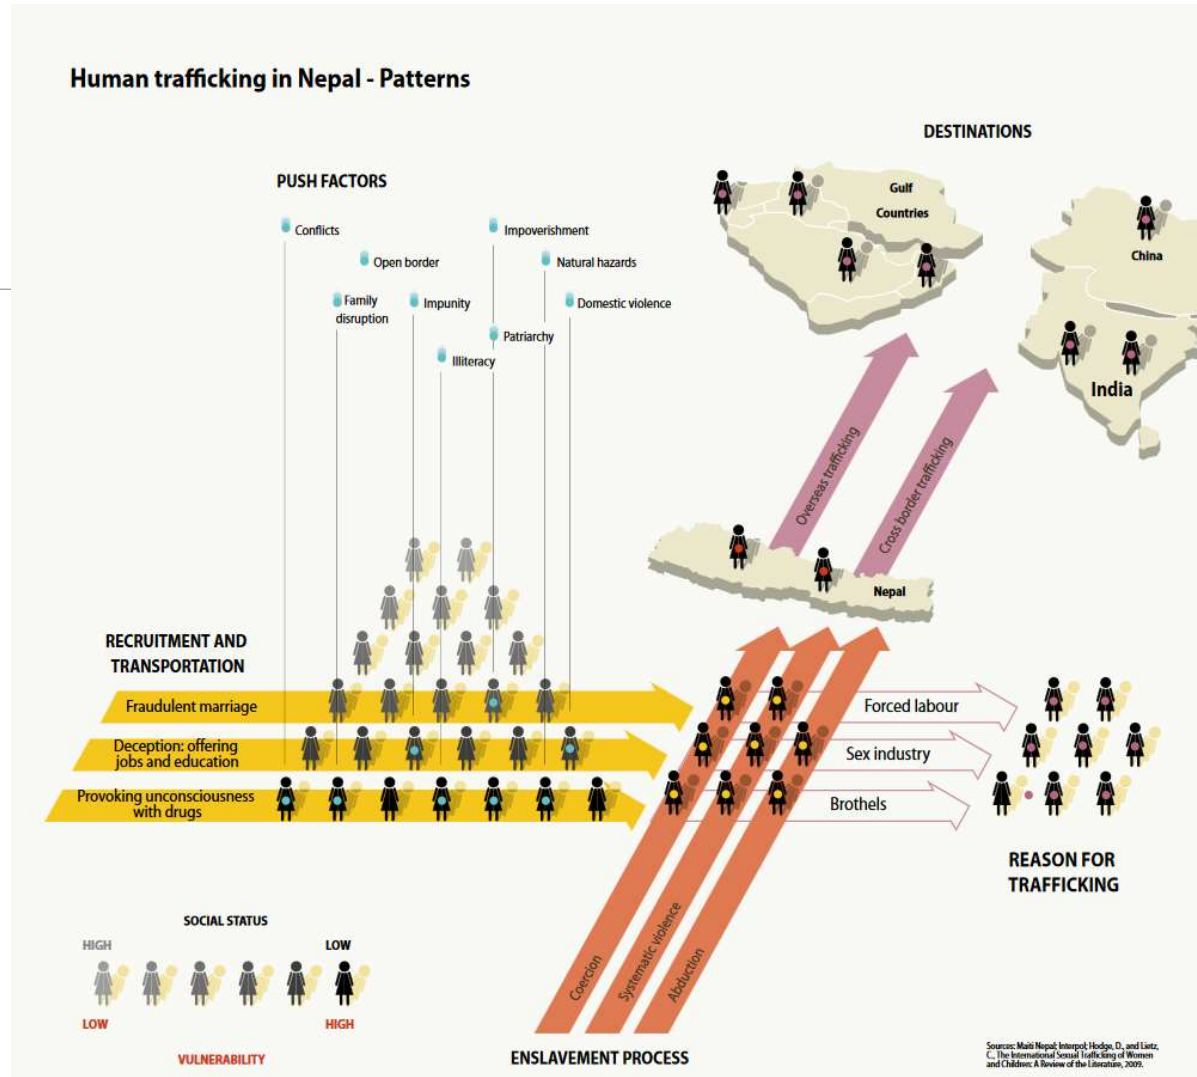 Human trafficking in Nepal - Patterns
DESTINATIONS
PUSH FACTORS
Gulf
Countries
Conflicts
Impoverishment
China
Open border
Natural hazards
Family
disruption
Impunity
Domestic violence
Patriarchy
Illiteracy
India
Overseas trafficking
Cross border trafficking
Nepal
RECRUITMENT AND
TRANSPORTATION
Fraudulent marriage
Forced labour
Deception: offering
jobs and education
Sex industry
Provoking unconsciousness
with drugs
Brothels
REASON FOR
TRAFFICKING
SOCIAL STATUS
HIGH
LOW
LOW
HIGH
VULNERABILITY
Coercion
Systematic violence
Abduction
ENSLAVEMENT PROCESS
Sources: Maiti Nepal; Interpol; Hodge, D., and Lietz,
C., The International Sexual Trafficking of Women
and Children: A Review of the Literature, 2009.